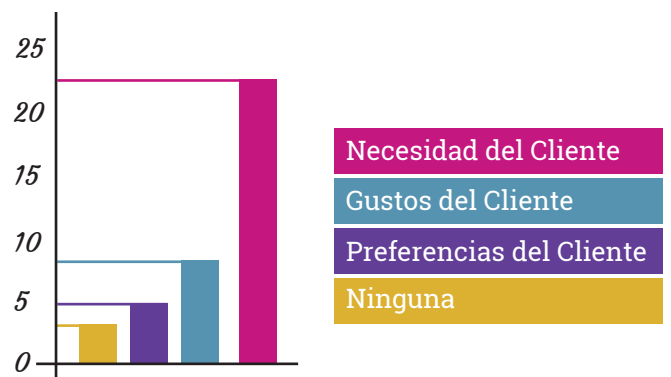 25
20
15
10
5
0
Necesidad del Cliente
Gustos del Cliente
Preferencias del Cliente
Ninguna